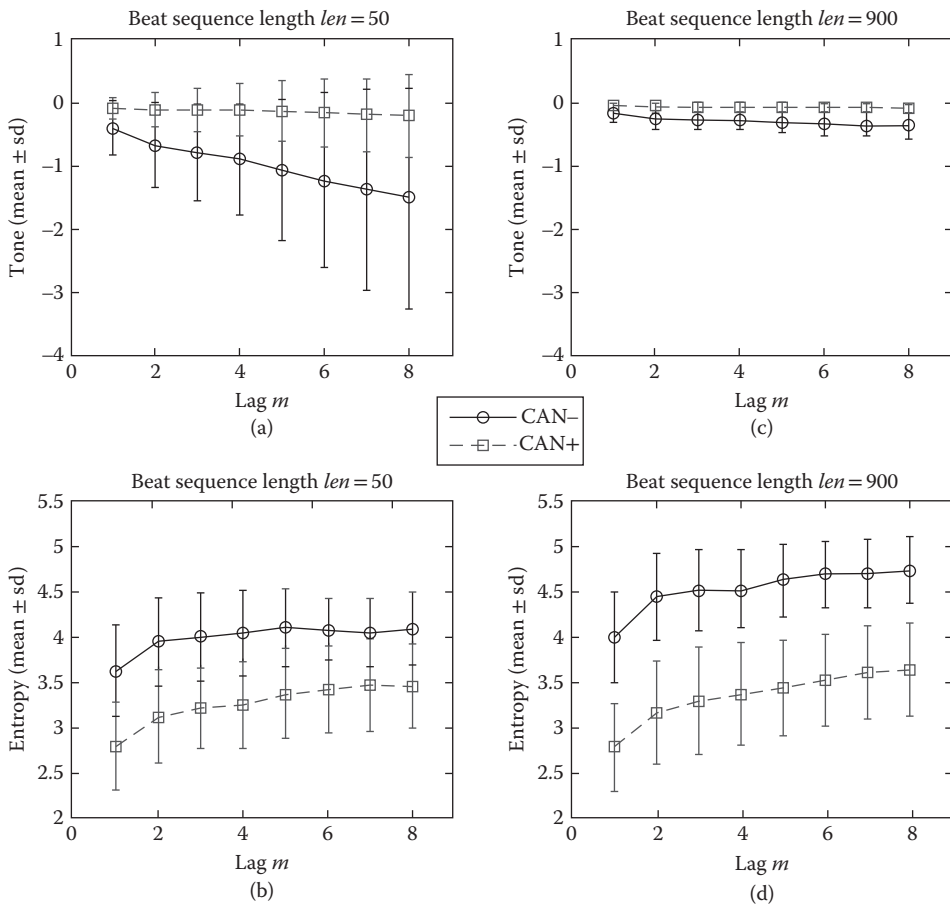 Beat sequence length len = 50
1
0
–1
–2
–3
–4
Tone (mean ± sd)
0 2 4 6 8
Lag m
(a)
Beat sequence length len = 900
1
0
–1
–2
–3
–4
Tone (mean ± sd)
0 2 4 6 8
Lag m
(c)
CAN–
CAN+
Beat sequence length len = 50
5.5
5
4.5
4
3.5
3
2.5
2
Entropy (mean ± sd)
0 2 4 6 8
Lag m
(b)
Beat sequence length len = 900
5.5
5
4.5
4
3.5
3
2.5
2
Entropy (mean ± sd)
0 2 4 6 8
Lag m
(d)